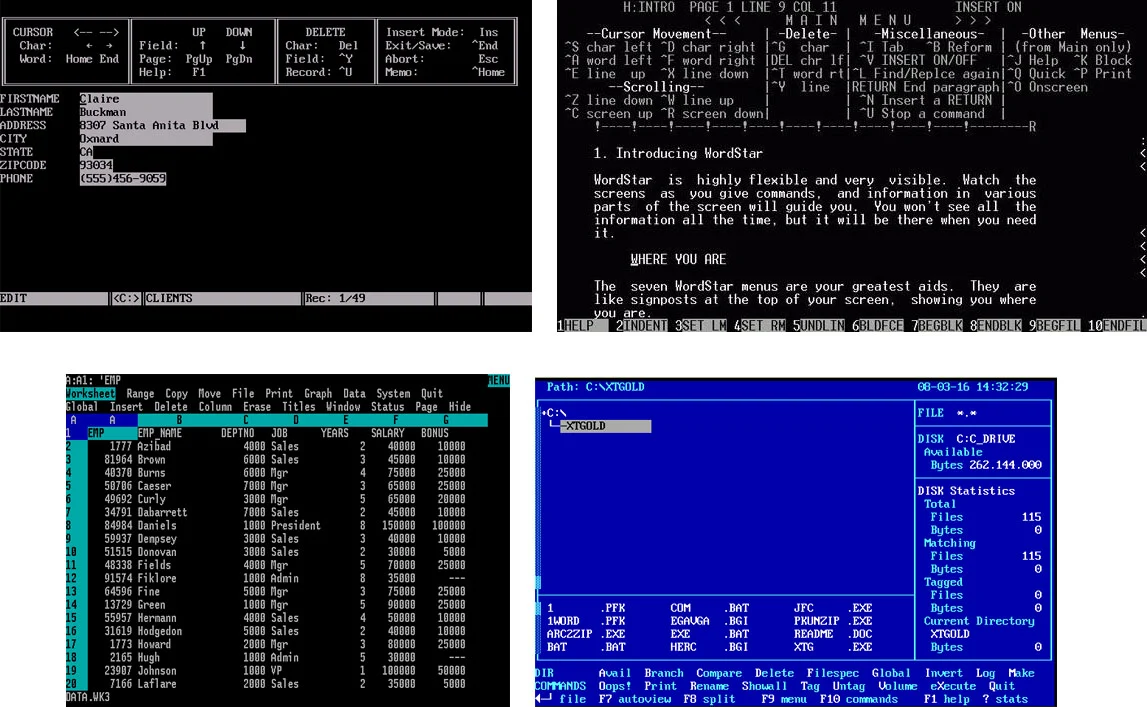 CURSOR <-- --> UP DOWN DELETE Insert Mode: Ins
Char: ← → Field: ↑ ↓ Char: Del Exit/Save: ^End
Word: Home End Page: PgUp PgDn Field: ^Y Abort: Esc
Help: F1 Record: ^U Memo: ^Home
FIRSTNAME Claire
LASTNAME Buckman
ADDRESS 8307 Santa Anita Blvd
CITY Oxnard
STATE CA
ZIPCODE 93034
PHONE (555)456-9059
EDIT <C:> CLIENTS Rec: 1/49
H:INTRO PAGE 1 LINE 9 COL 11 INSERT ON
< < < M A I N M E N U > > >
--Cursor Movement-- | -Delete- | -Miscellaneous- | -Other Menus-
^S char left ^D char right |^G char | ^I Tab ^B Reform | (from Main only)
^A word left ^F word right |DEL chr lf| ^V INSERT ON/OFF |^J Help ^K Block
^E line up ^X line down |^T word rt|^L Find/Replce again|^Q Quick ^P Print
--Scrolling-- |^Y line |RETURN End paragraph|^O Onscreen
^Z line down ^W line up | | ^N Insert a RETURN |
^C screen up ^R screen down| | ^U Stop a command |
!----!----!----!----!----!----!----!----!----!--------R
1. Introducing WordStar
WordStar is highly flexible and very visible. Watch the
screens as you give commands, and information in various
parts of the screen will guide you. You won't see all the
information all the time, but it will be there when you need
it.
WHERE YOU ARE
The seven WordStar menus are your greatest aids. They are
like signposts at the top of your screen, showing you where
you are.
1HELP 2INDENT 3SET LM 4SET RM 5UNDLIN 6BLDFCE 7BEGBLK 8ENDBLK 9BEGFIL 10ENDFIL
A:A1: 'EMP MENU
Worksheet Range Copy Move File Print Graph Data System Quit
Global Insert Delete Column Erase Titles Window Status Page Hide
A A B C D E F G
1 EMP EMP_NAME DEPTNO JOB YEARS SALARY BONUS
2 1777 Azibad 4000 Sales 2 40000 10000
3 81964 Brown 6000 Sales 3 45000 10000
4 40370 Burns 6000 Mgr 4 75000 25000
5 50706 Caeser 7000 Mgr 3 65000 25000
6 49692 Curly 3000 Mgr 5 65000 20000
7 34791 Dabarrett 7000 Sales 2 45000 10000
8 84984 Daniels 1000 President 8 150000 100000
9 59937 Dempsey 3000 Sales 3 40000 10000
10 51515 Donovan 3000 Sales 2 30000 5000
11 48338 Fields 4000 Mgr 5 70000 25000
12 91574 Fiklore 1000 Admin 8 35000 ---
13 64596 Fine 5000 Mgr 3 75000 25000
14 13729 Green 1000 Mgr 5 90000 25000
15 55957 Hermann 4000 Mgr 4 50000 10000
16 31619 Hodgedon 5000 Sales 2 40000 10000
17 1773 Howard 2000 Mgr 3 80000 25000
18 2165 Hugh 1000 Admin 5 30000 ---
19 23907 Johnson 1000 VP 1 100000 50000
20 7166 Laflare 2000 Sales 2 35000 5000
DATA.WK3
Path: C:\XTGOLD 08-03-16 14:32:29
C:\ FILE *.*
XTGOLD
DISK C:C_DRIVE
Available
Bytes 262.144.000
DISK Statistics
Total
Files 115
Bytes 0
Matching
Files 115
Bytes 0
Tagged
Files 0
Bytes 0
Current Directory
XTGOLD
Bytes 0
1 .PFK COM .BAT JFC .EXE
1WORD .PFK EGAVGA .BGI PKUNZIP .EXE
ARC2ZIP .EXE EXE .BAT README .DOC
BAT .BAT HERC .BGI XTG .EXE
DIR Avail Branch Compare Delete Filespec Global Invert Log Make
COMMANDS Oops! Print Rename Showall Tag Untag Volume eXecute Quit
←┘ file F7 autoview F8 split F9 menu F10 commands F1 help ? stats